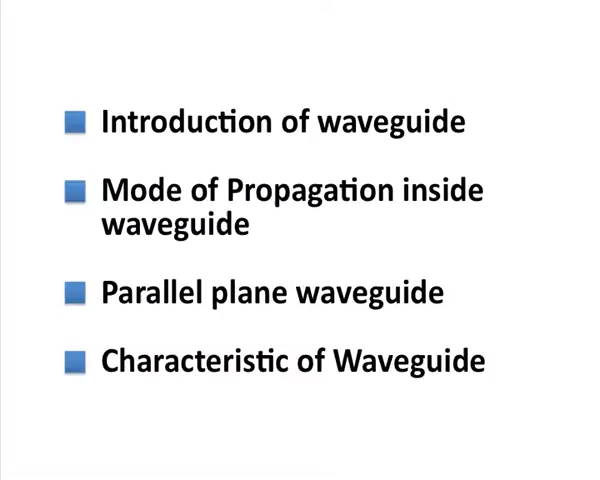 Introduction of waveguide
Mode of Propagation inside
waveguide
Parallel plane waveguide
Characteristic of Waveguide